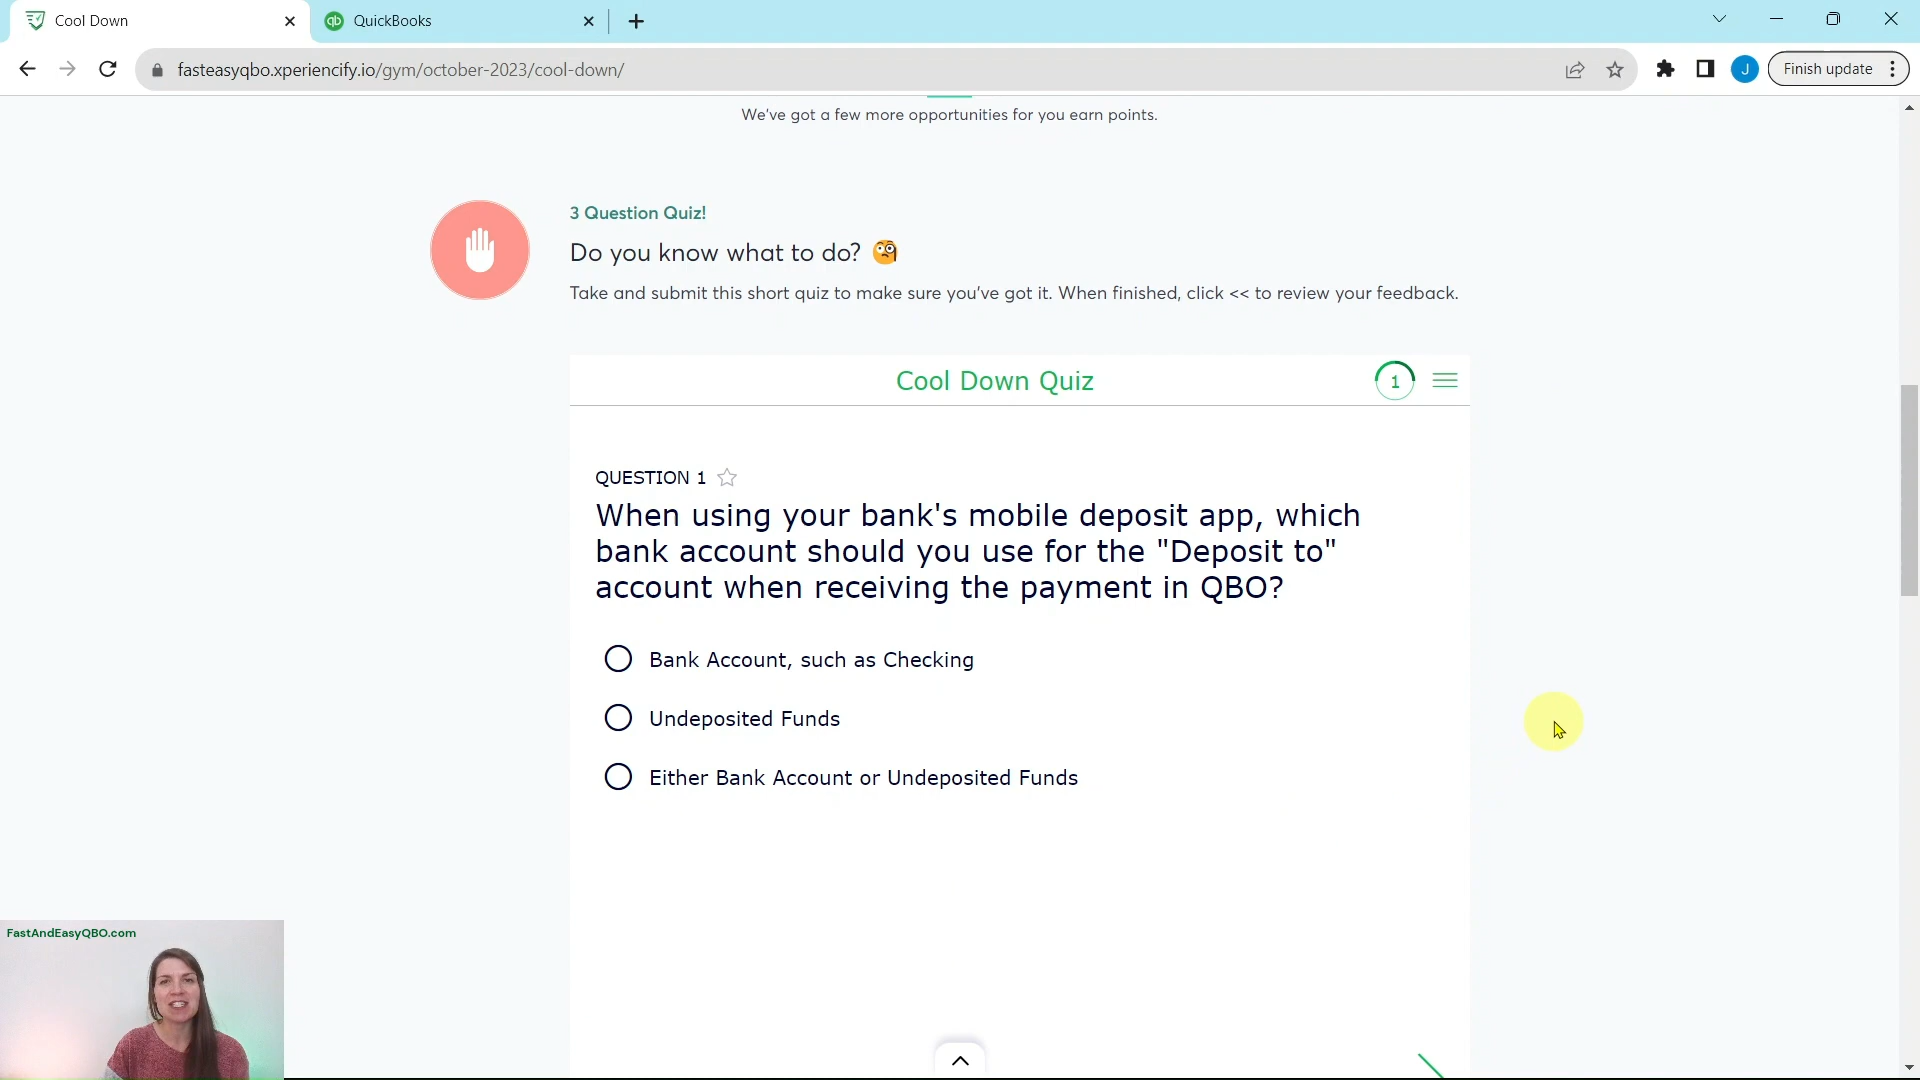 Cool Down
QuickBooks
fasteasyqbo.xperiencify.io/gym/october-2023/cool-down/
J
Finish update
We've got a few more opportunities for you earn points.
3 Question Quiz!
Do you know what to do? 🧐
Take and submit this short quiz to make sure you've got it. When finished, click << to review your feedback.
Cool Down Quiz
1
QUESTION 1
When using your bank's mobile deposit app, which
bank account should you use for the "Deposit to"
account when receiving the payment in QBO?
Bank Account, such as Checking
Undeposited Funds
Either Bank Account or Undeposited Funds
FastAndEasyQBO.com